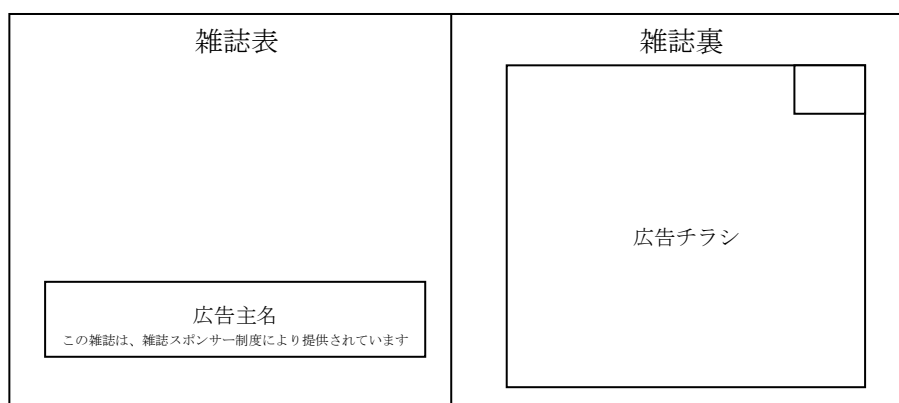 雑誌表
広告主名
この雑誌は、雑誌スポンサー制度により提供されています
雑誌裏
広告チラシ